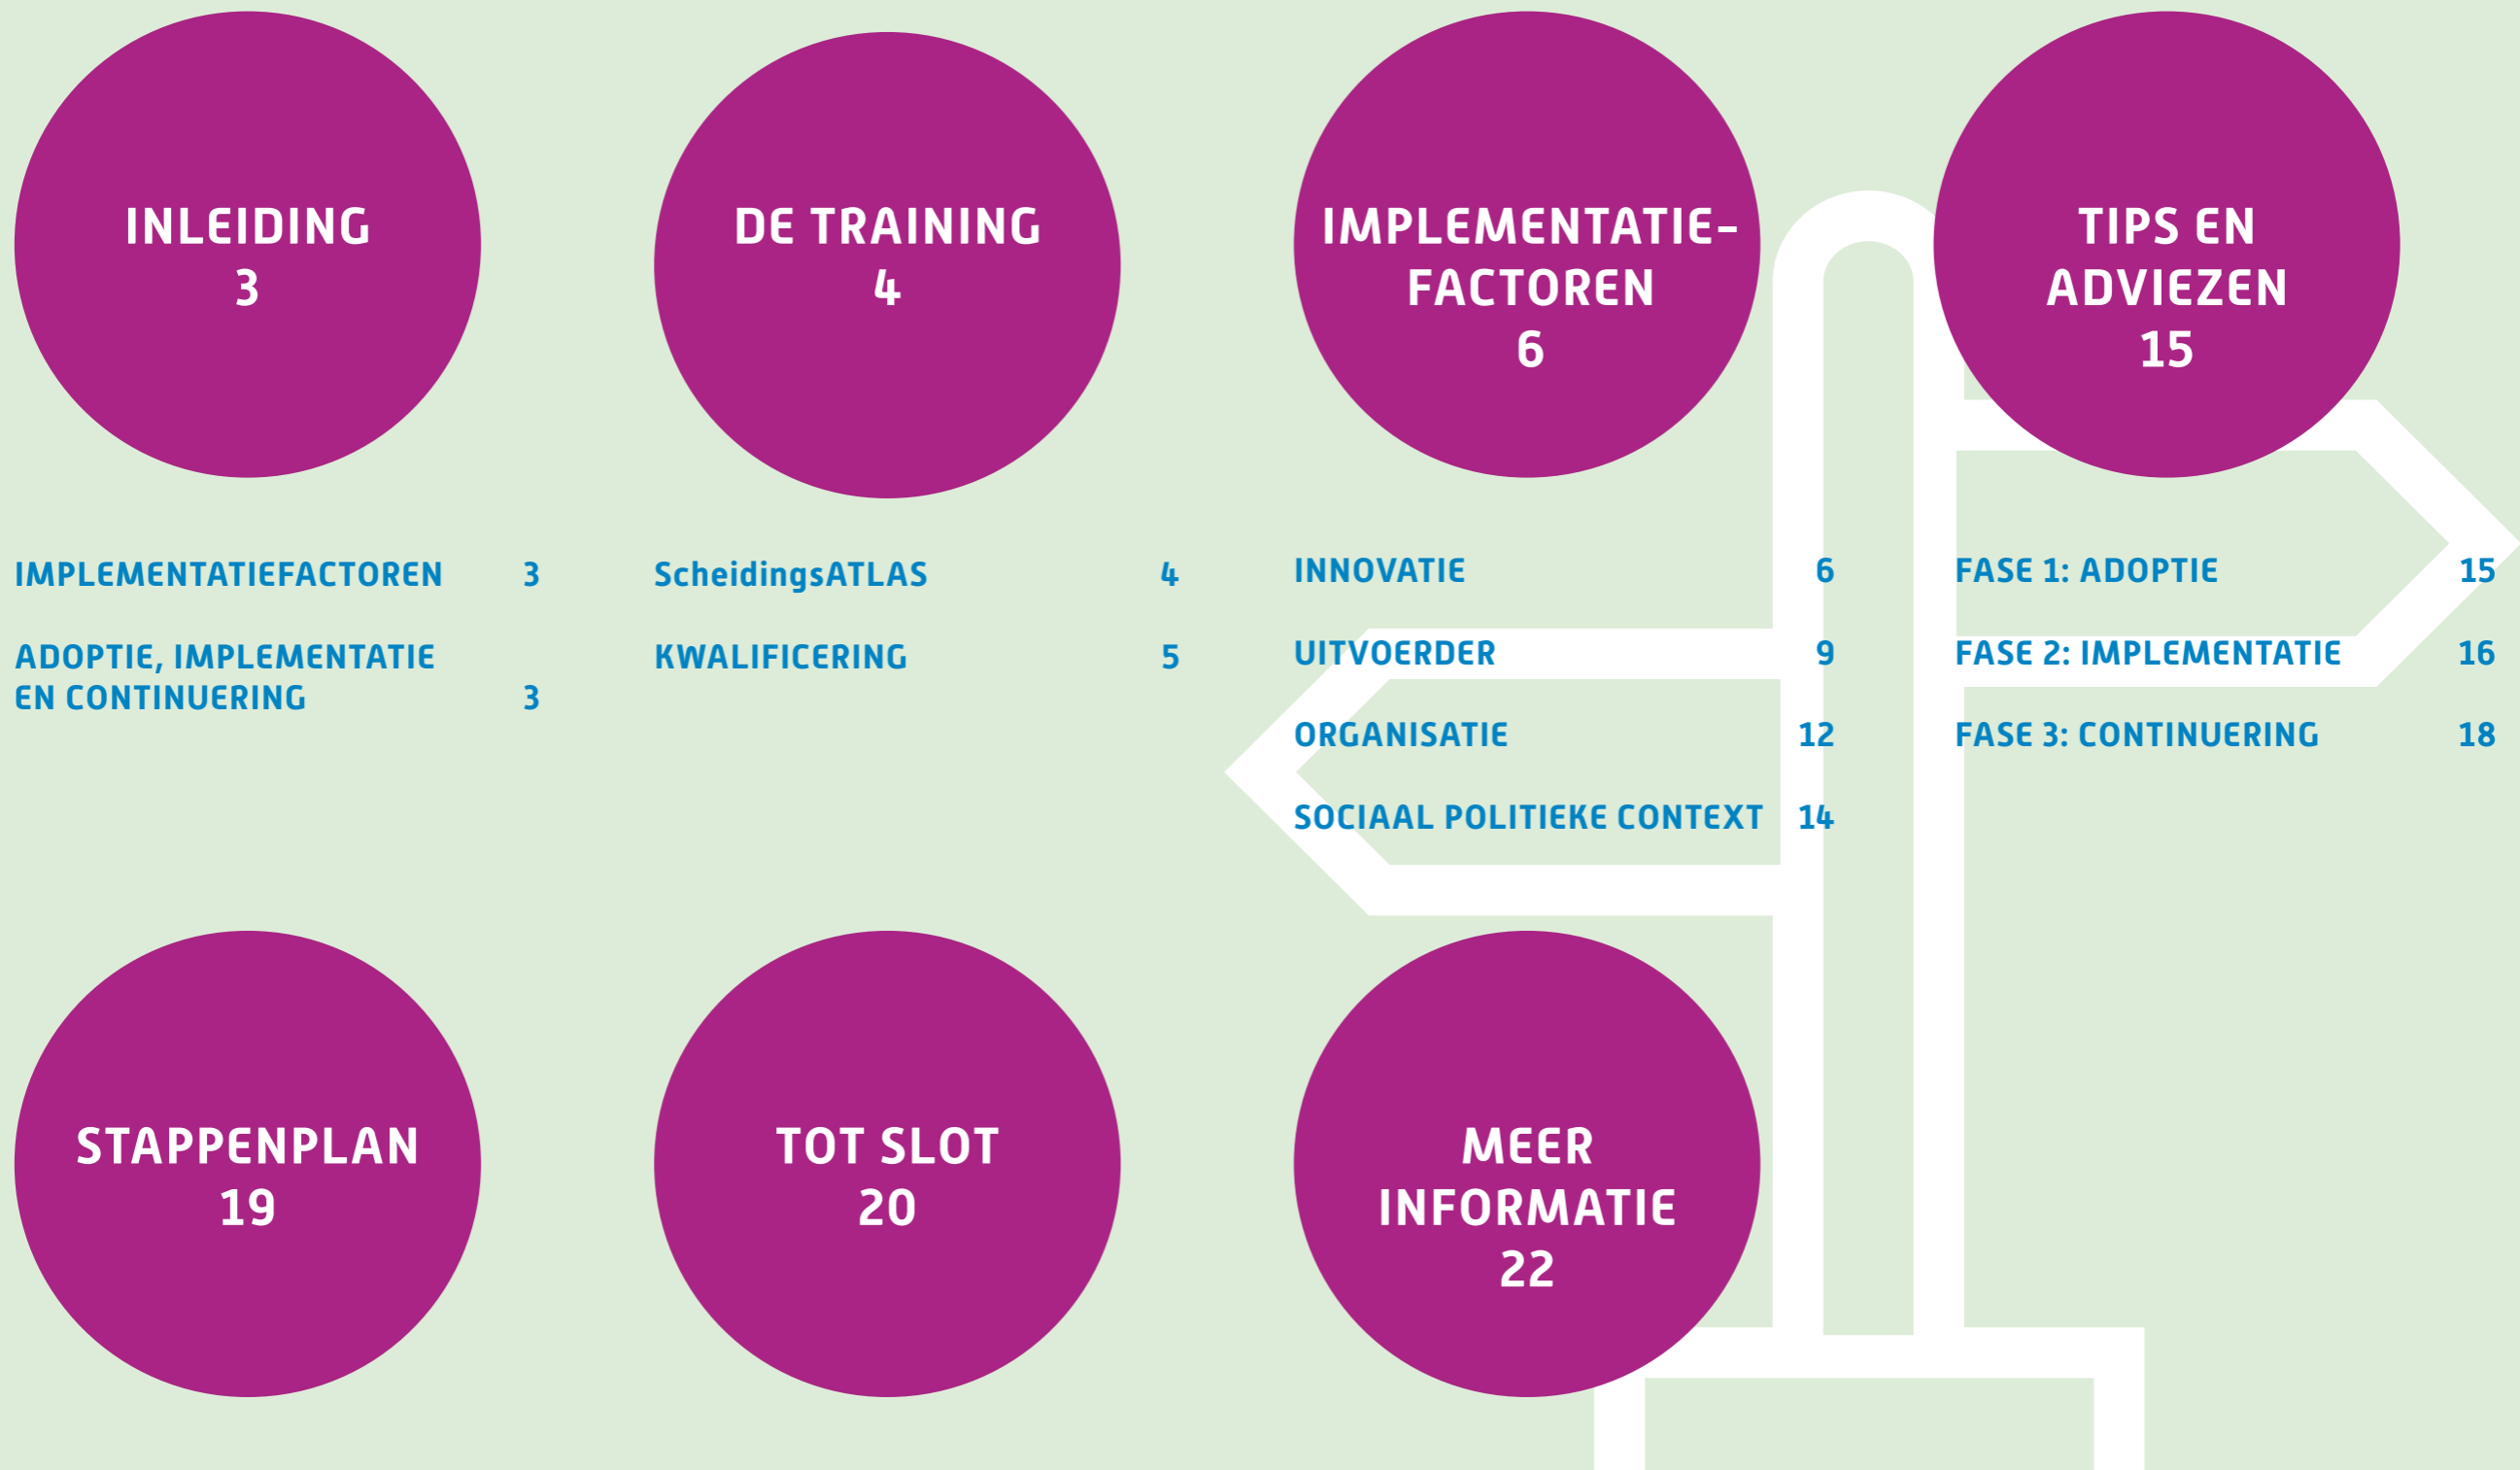 INLEIDING
3
IMPLEMENTATIEFACTOREN 3
ADOPTIE, IMPLEMENTATIE
EN CONTINUERING 3
DE TRAINING
4
ScheidingsATLAS 4
KWALIFICERING 5
IMPLEMENTATIE-
FACTOREN
6
INNOVATIE 6
UITVOERDER 9
ORGANISATIE 12
SOCIAAL POLITIEKE CONTEXT 14
TIPS EN
ADVIEZEN
15
FASE 1: ADOPTIE 15
FASE 2: IMPLEMENTATIE 16
FASE 3: CONTINUERING 18
STAPPENPLAN
19
TOT SLOT
20
MEER
INFORMATIE
22